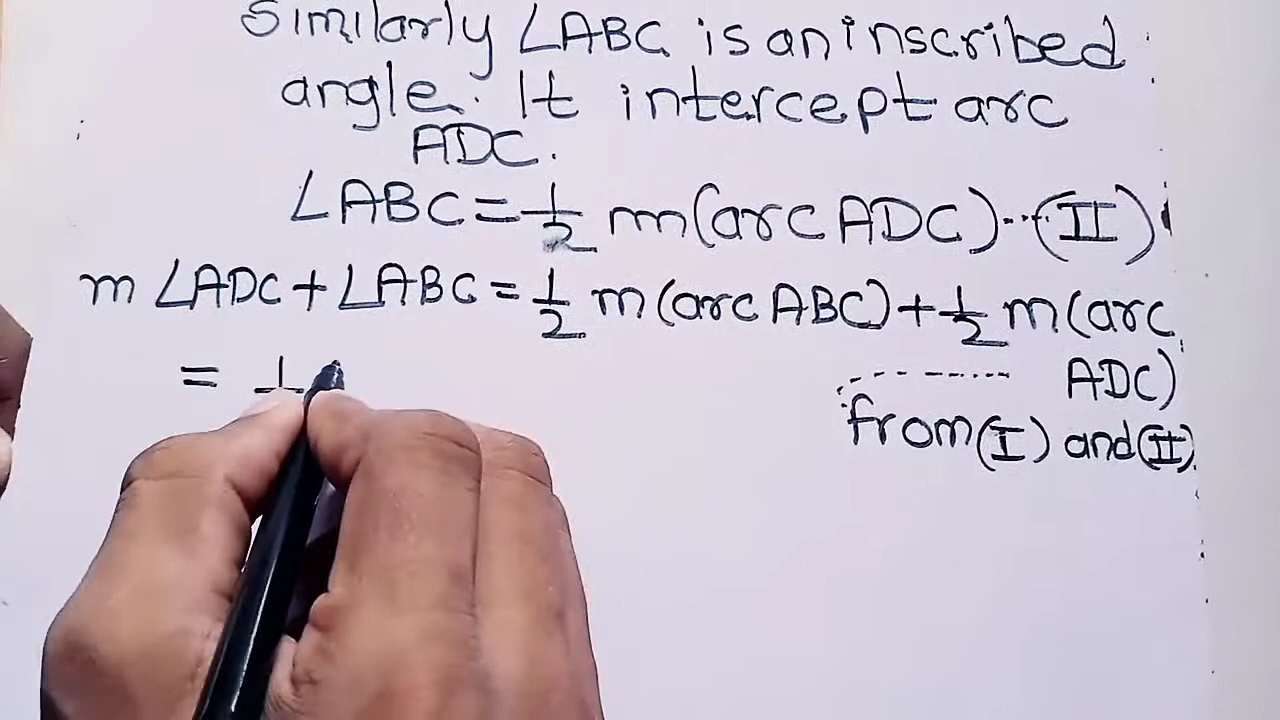 Similarly ∠ABC is an inscribed
angle. It intercept arc
ADC.
∠ABC = 1/2 m(arc ADC)...(II)
m ∠ADC + ∠ABC = 1/2 m(arc ABC) + 1/2 m(arc
ADC)
= 1
from (I) and (II)